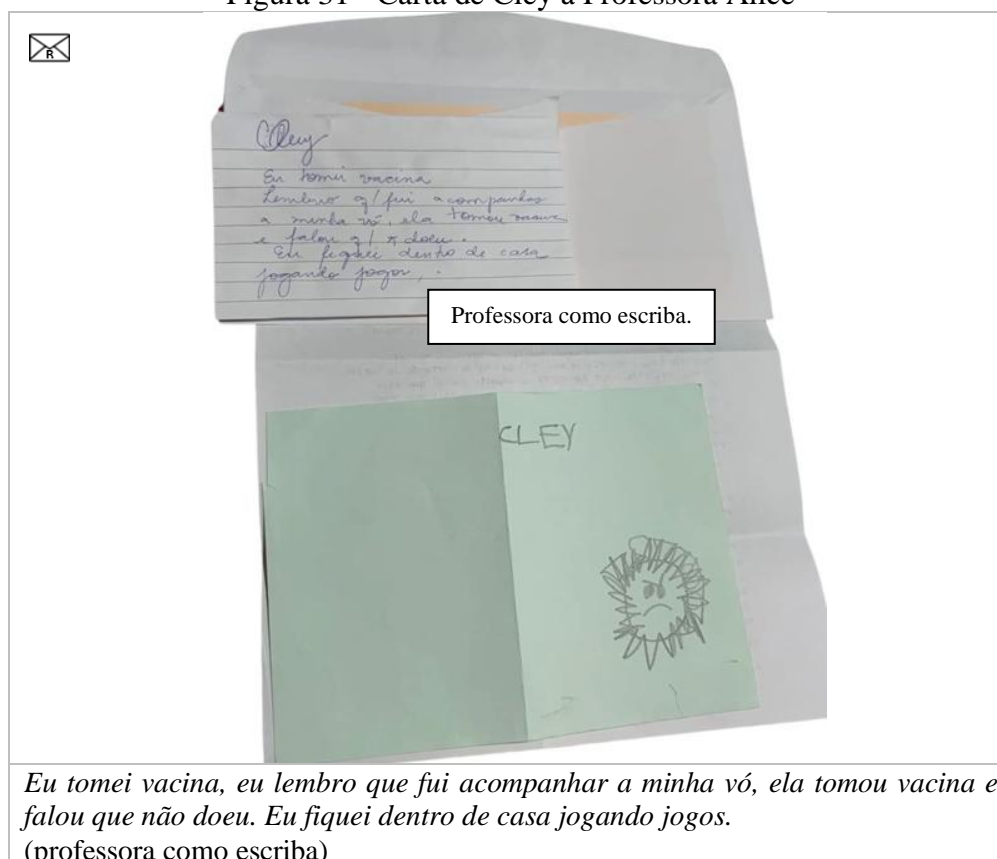 Figura 31 - Carta de Cley à Professora Alice
R
Cley
Eu tomei vacina
Lembro q/ fui acompanhar
a minha vó, ela tomou vacina
e falou q/ ñ doeu.
Eu fiquei dentro de casa
jogando jogos, .
Professora como escriba.
CLEY
Eu tomei vacina, eu lembro que fui acompanhar a minha vó, ela tomou vacina e
falou que não doeu. Eu fiquei dentro de casa jogando jogos.
(professora como escriba)